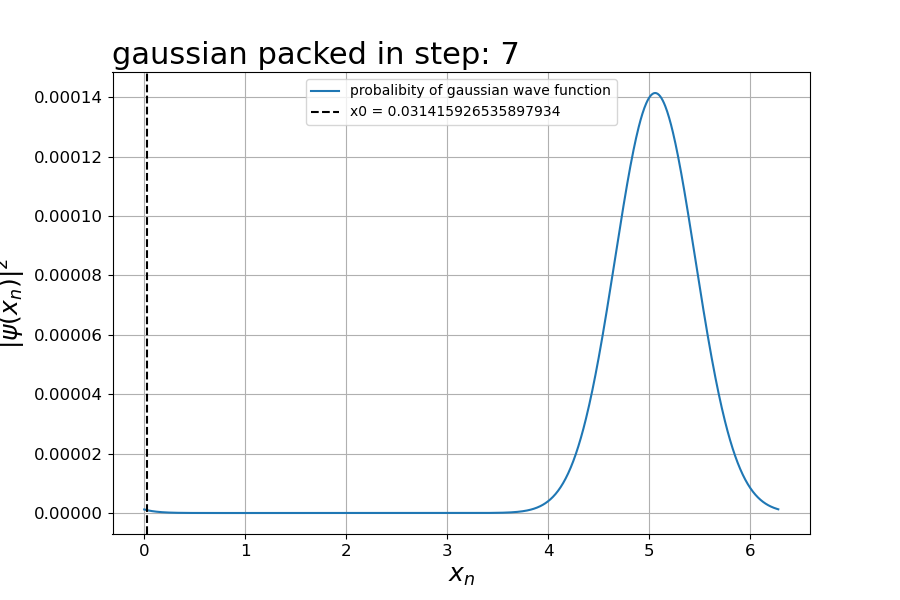 gaussian packed in step: 7
probalibity of gaussian wave function
x0 = 0.031415926535897934
0.00014
0.00012
0.00010
0.00008
0.00006
0.00004
0.00002
0.00000
|ψ(xₙ)|²
0 1 2 3 4 5 6
xₙ